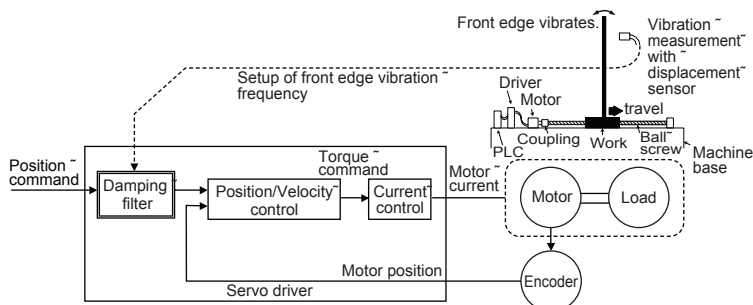 Front edge vibrates.
Vibration ~
measurement~
with ~
displacement~
sensor
Setup of front edge vibration ~
frequency
Driver
Motor
travel
Coupling
PLC
Work
Ball~
screw
Machine
base
Position ~
command
Damping
filter
~
Position/Velocity~
control
Torque ~
command
Current~
control
Motor ~
current
Motor
Load
Motor position
Encoder
Servo driver